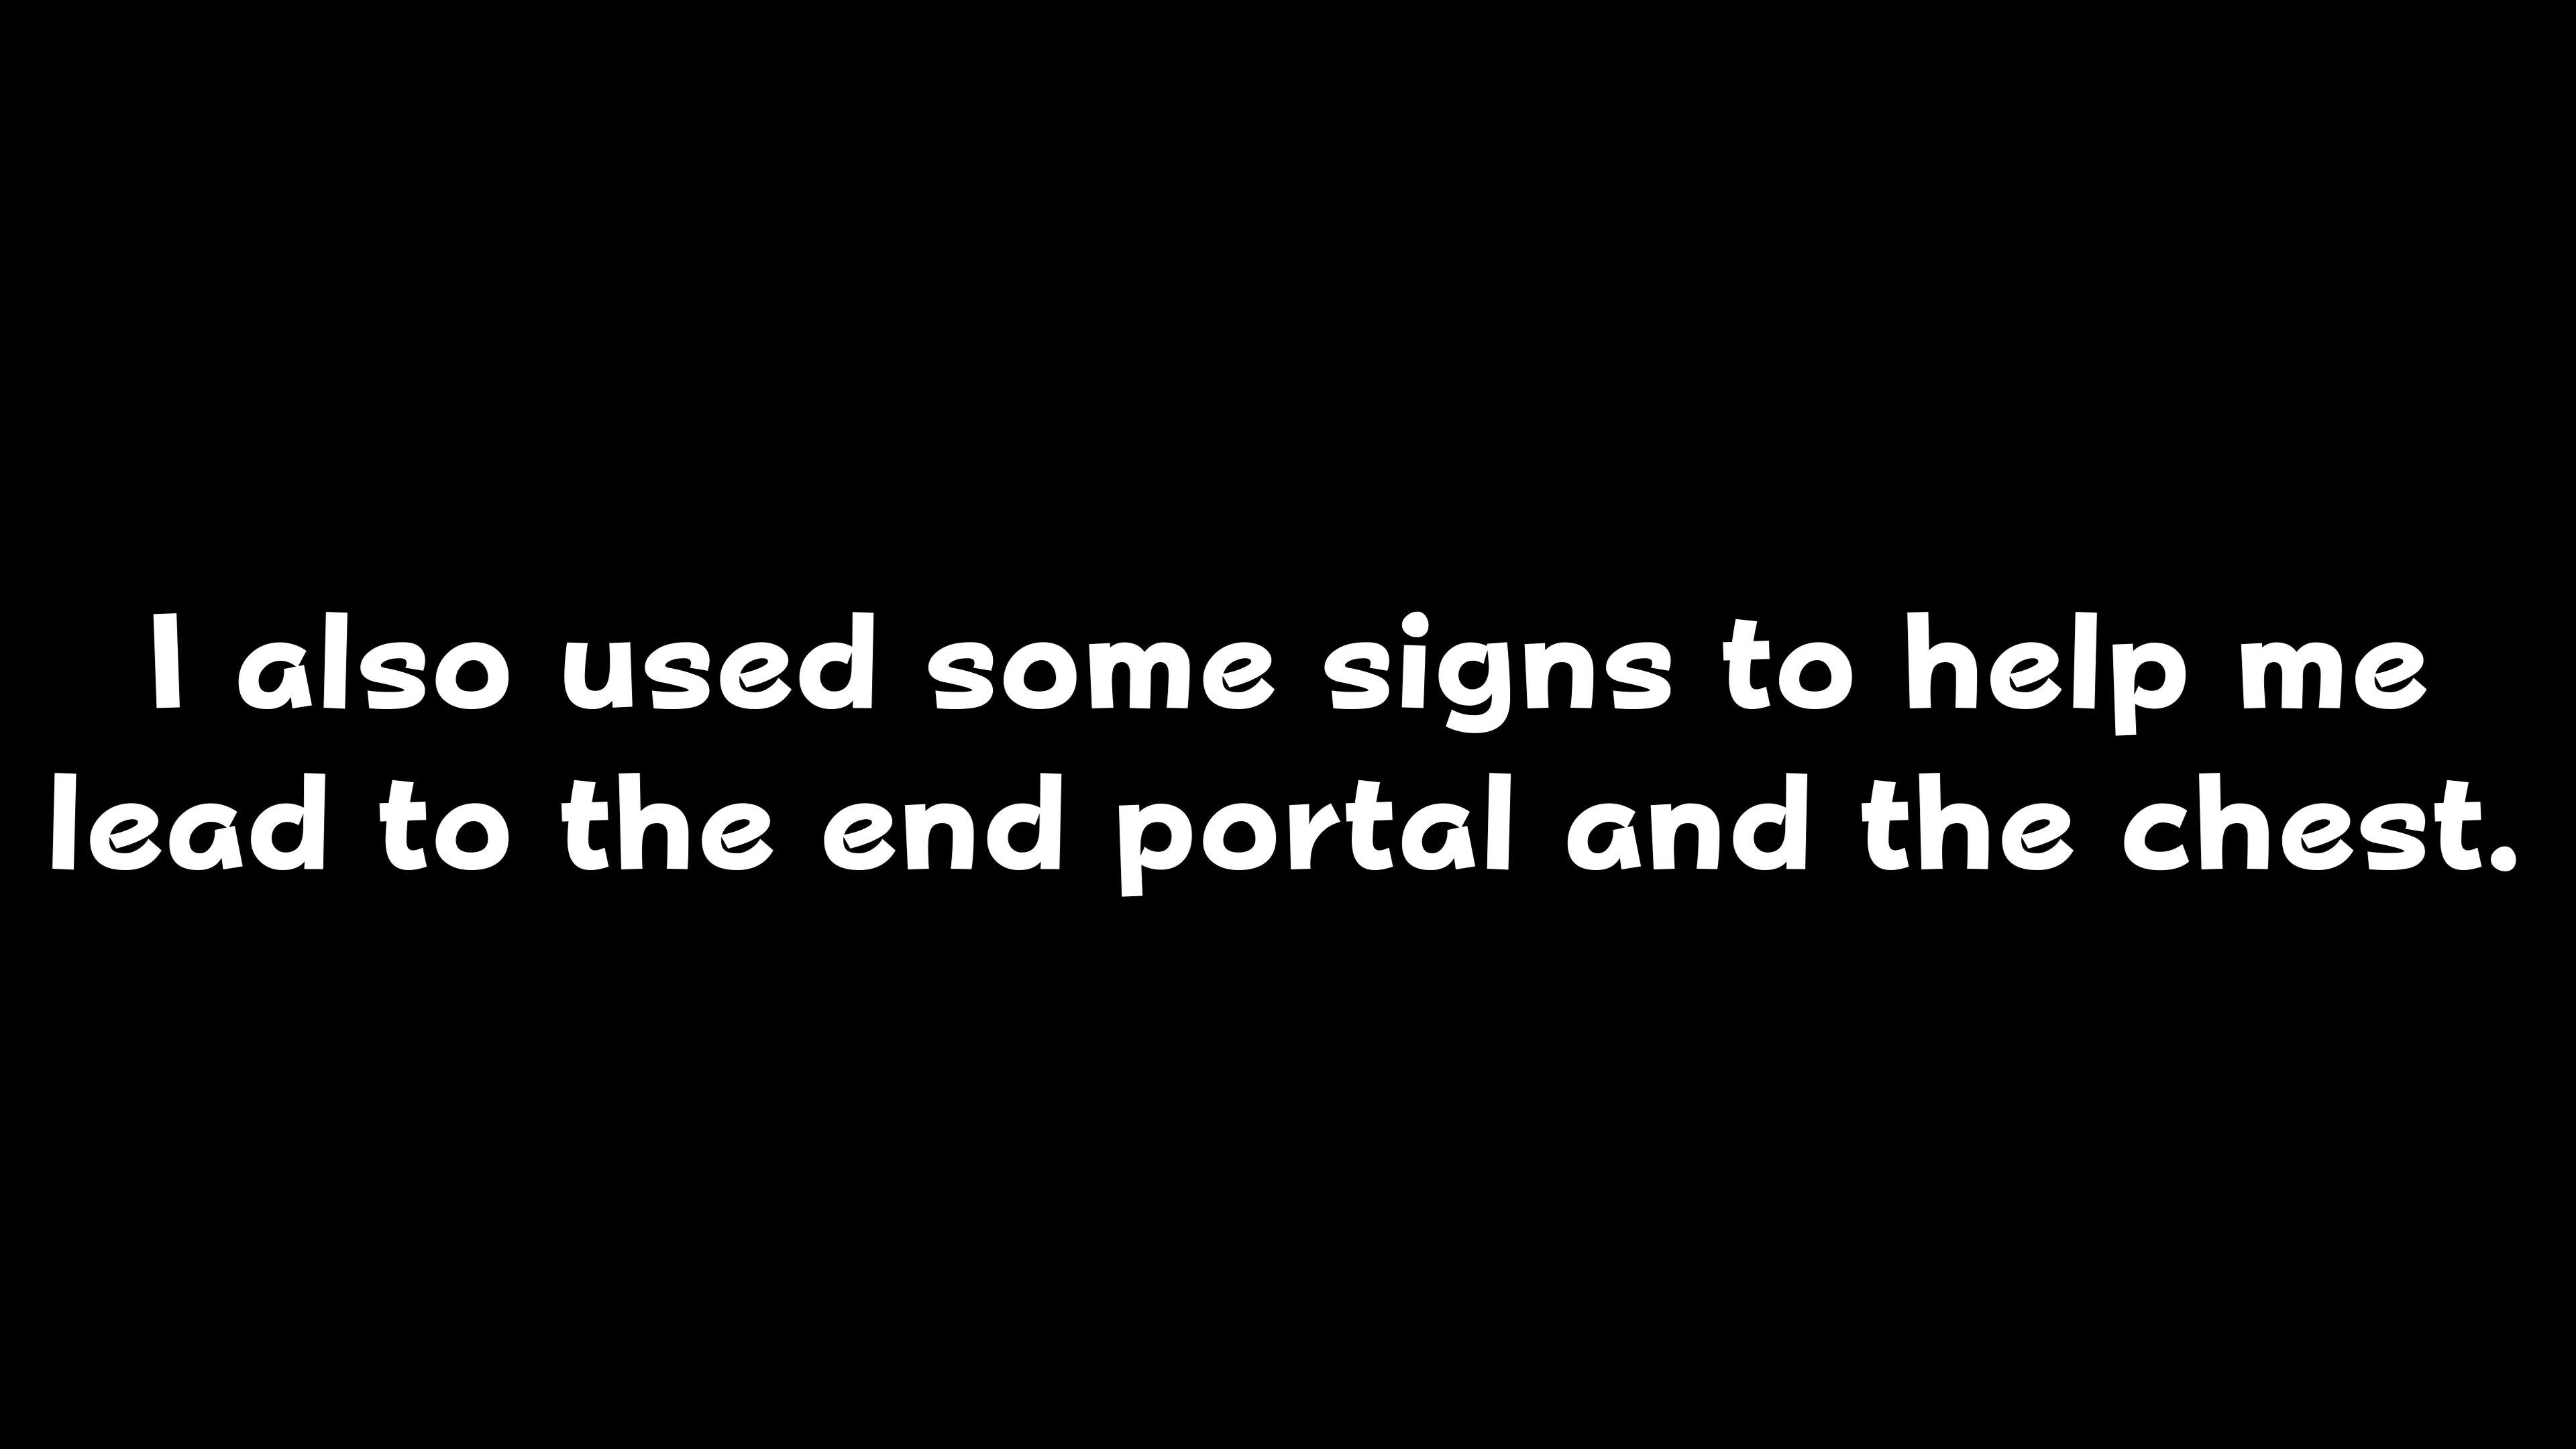 I also used some signs to help me
lead to the end portal and the chest.